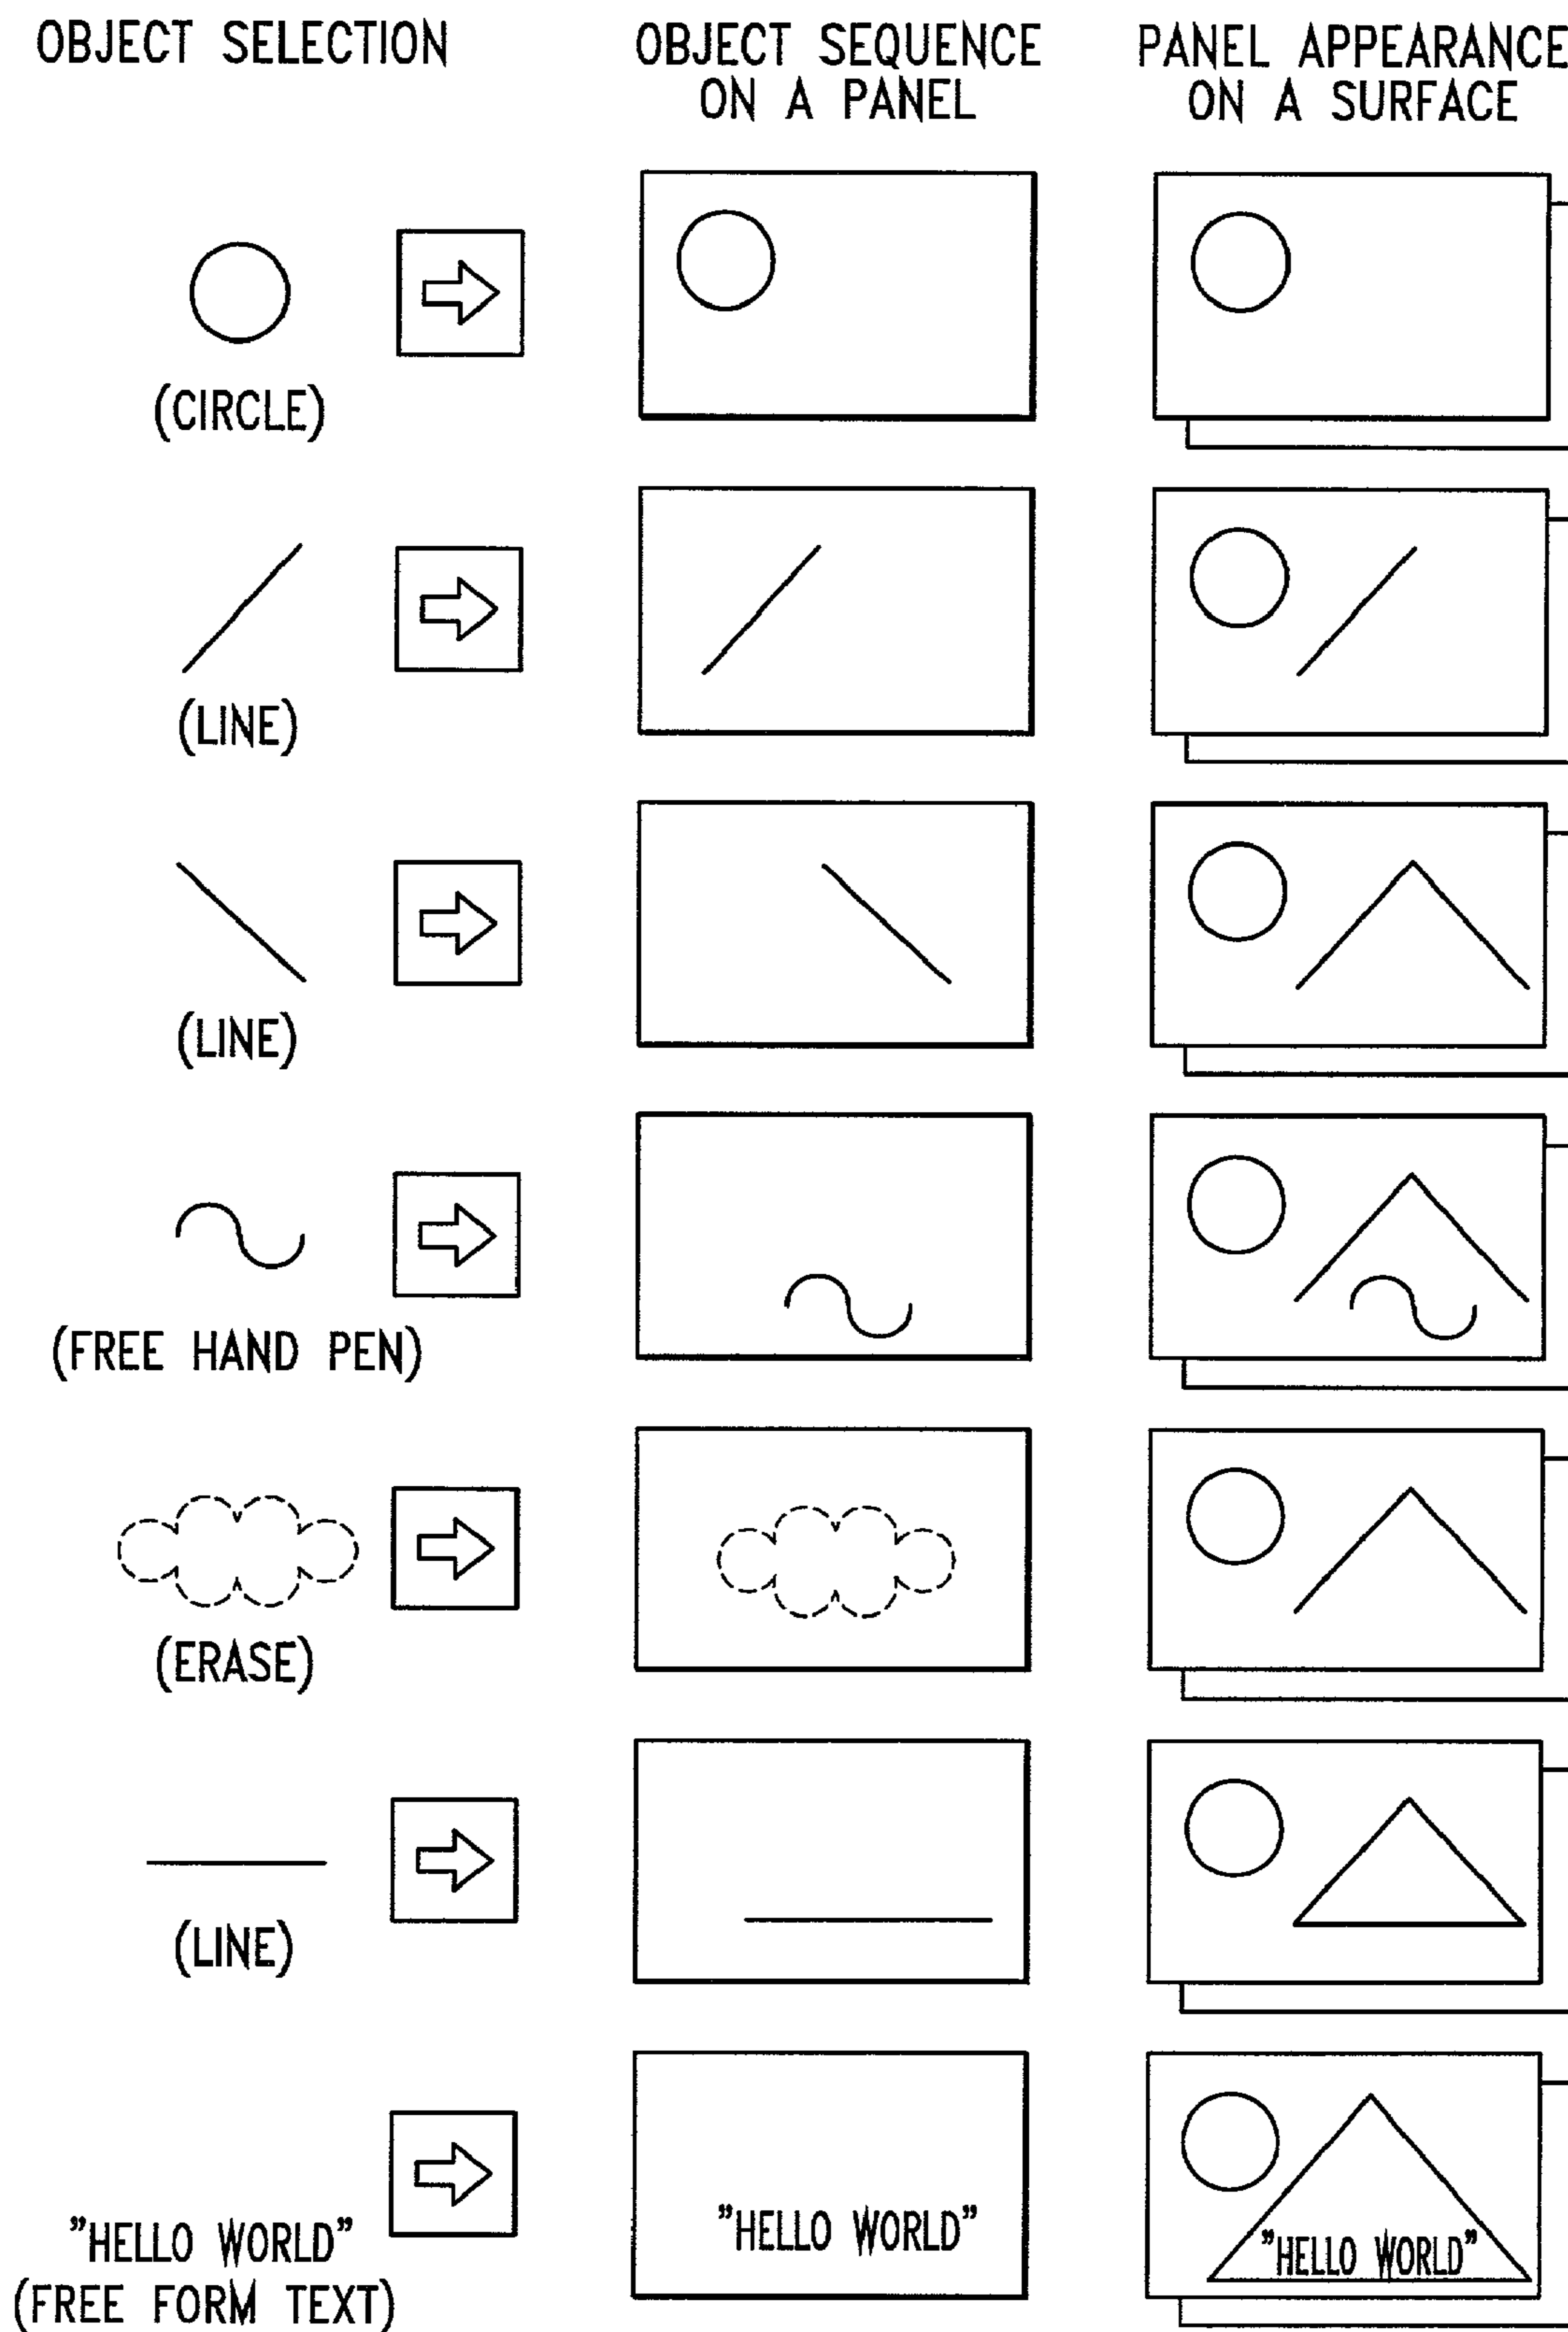 OBJECT SELECTION
OBJECT SEQUENCE
ON A PANEL
PANEL APPEARANCE
ON A SURFACE
(CIRCLE)
(LINE)
(LINE)
(FREE HAND PEN)
(ERASE)
(LINE)
"HELLO WORLD"
(FREE FORM TEXT)
"HELLO WORLD"
"HELLO WORLD"